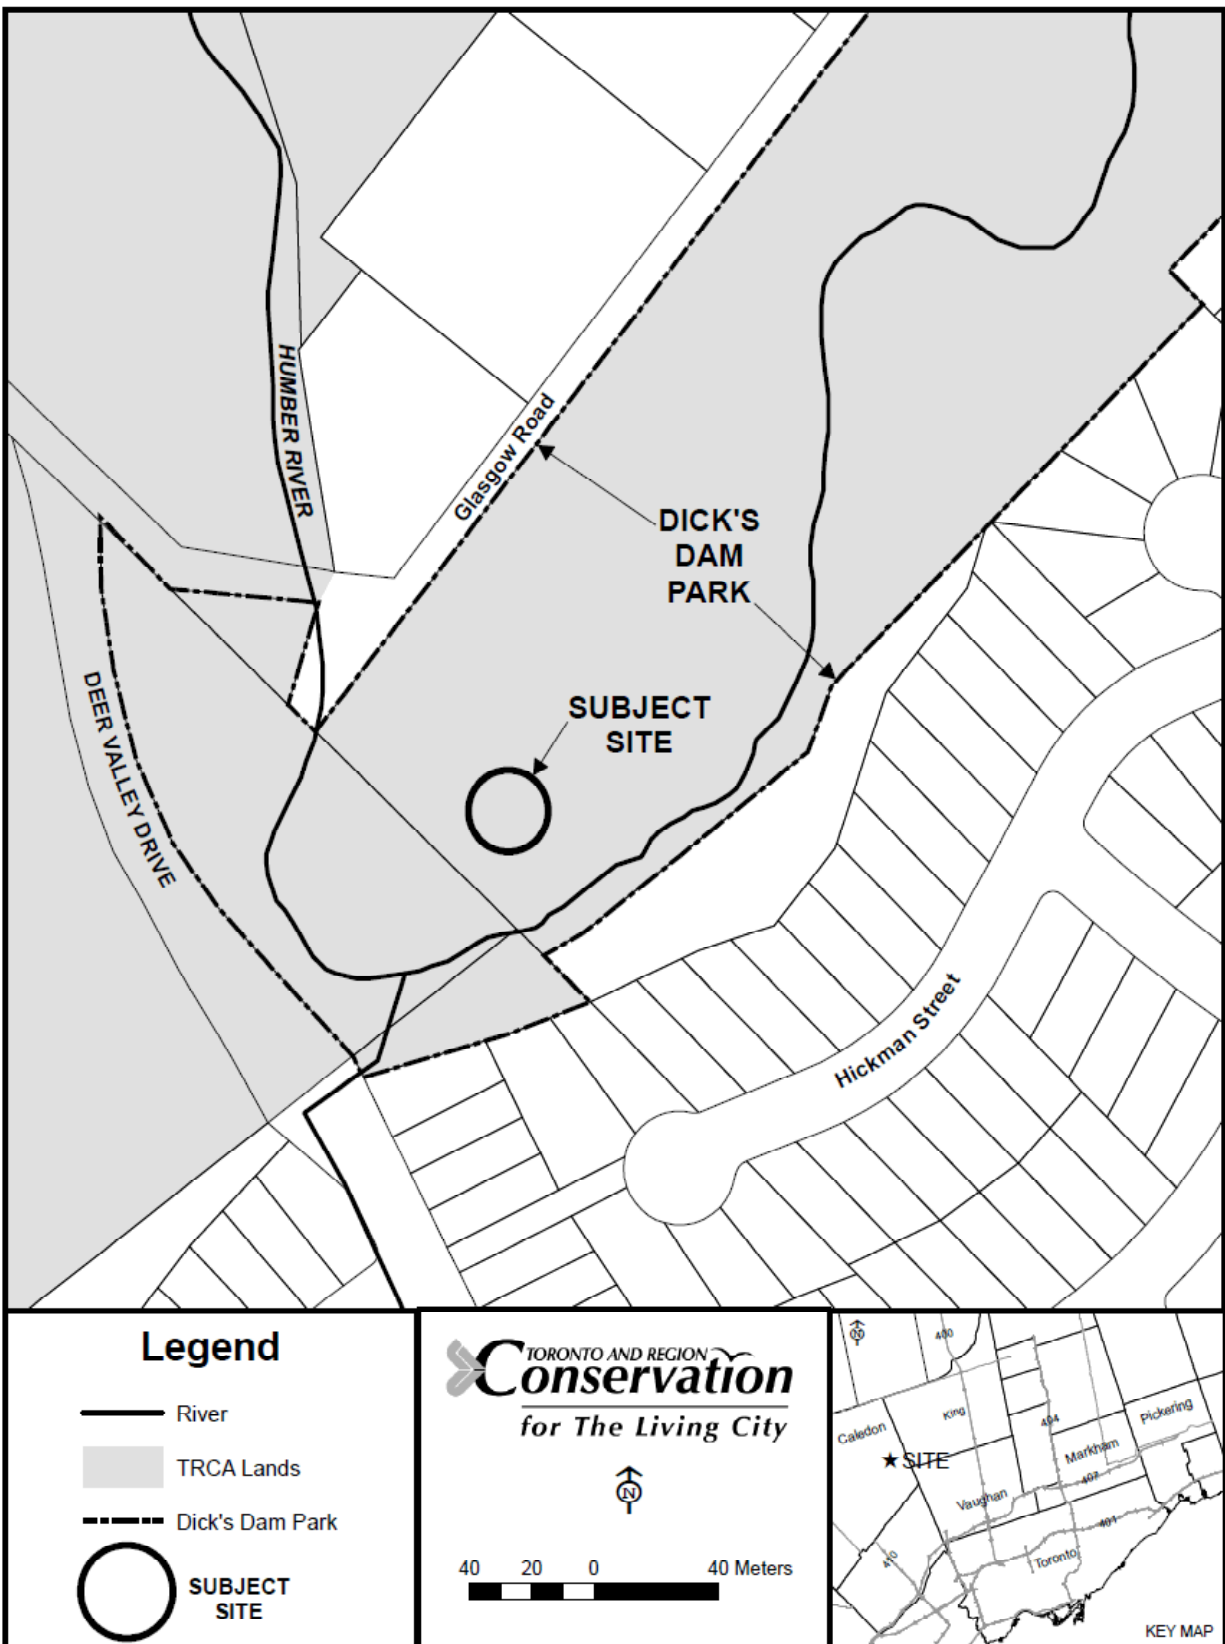 HUMBER RIVER
Glasgow Road
DICK'S
DAM
PARK
SUBJECT
SITE
DEER VALLEY DRIVE
Hickman Street
Legend
River
TRCA Lands
Dick's Dam Park
SUBJECT
SITE
TORONTO AND REGION
Conservation
for The Living City
N
40 20 0 40 Meters
N
400
King
Caledon
404
Pickering
Markham
SITE
407
Vaughan
401
410
Toronto
KEY MAP